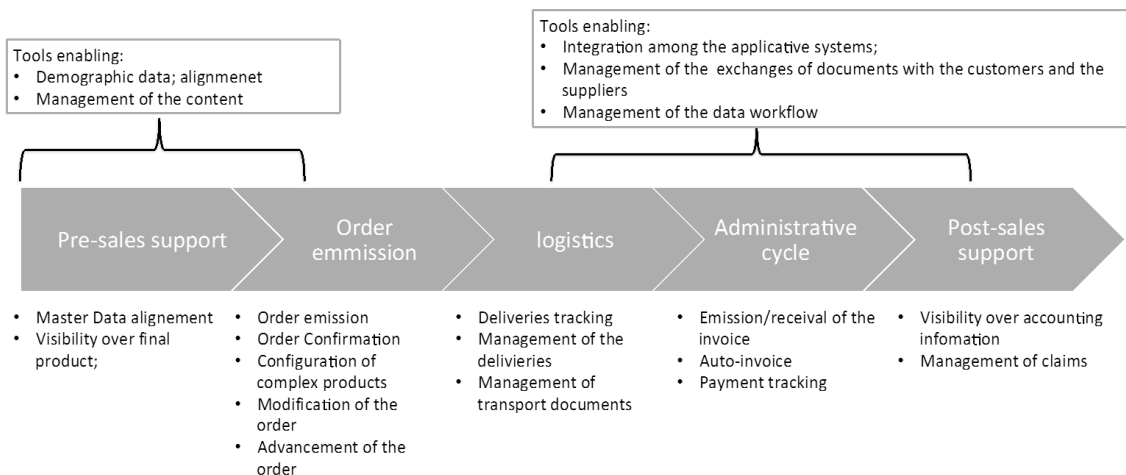 Tools enabling:
• Demographic data; alignmenet
• Management of the content
Tools enabling:
• Integration among the applicative systems;
• Management of the exchanges of documents with the customers and the
suppliers
• Management of the data workflow
Pre-sales support
Order
emmission
logistics
Administrative
cycle
Post-sales
support
• Master Data alignement
• Visibility over final
product;
• Order emission
• Order Confirmation
• Configuration of
complex products
• Modification of the
order
• Advancement of the
order
• Deliveries tracking
• Management of the
delivieries
• Management of
transport documents
• Emission/receival of the
invoice
• Auto-invoice
• Payment tracking
• Visibility over accounting
infomation
• Management of claims